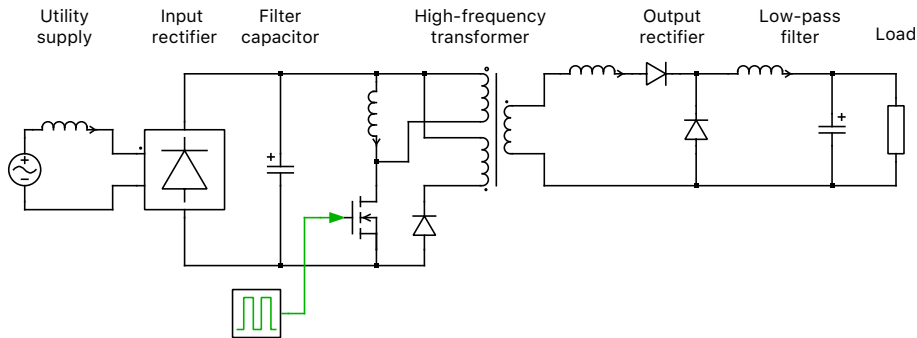 Utility
supply
Input
rectifier
Filter
capacitor
High-frequency
transformer
Output
rectifier
Low-pass
filter
Load